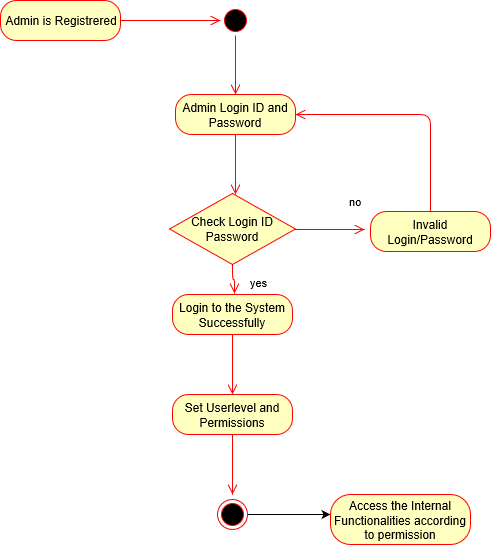 Admin is Registrered
Admin Login ID and
Password
Check Login ID
Password
no
Invalid
Login/Password
yes
Login to the System
Successfully
Set Userlevel and
Permissions
Access the Internal
Functionalities according
to permission